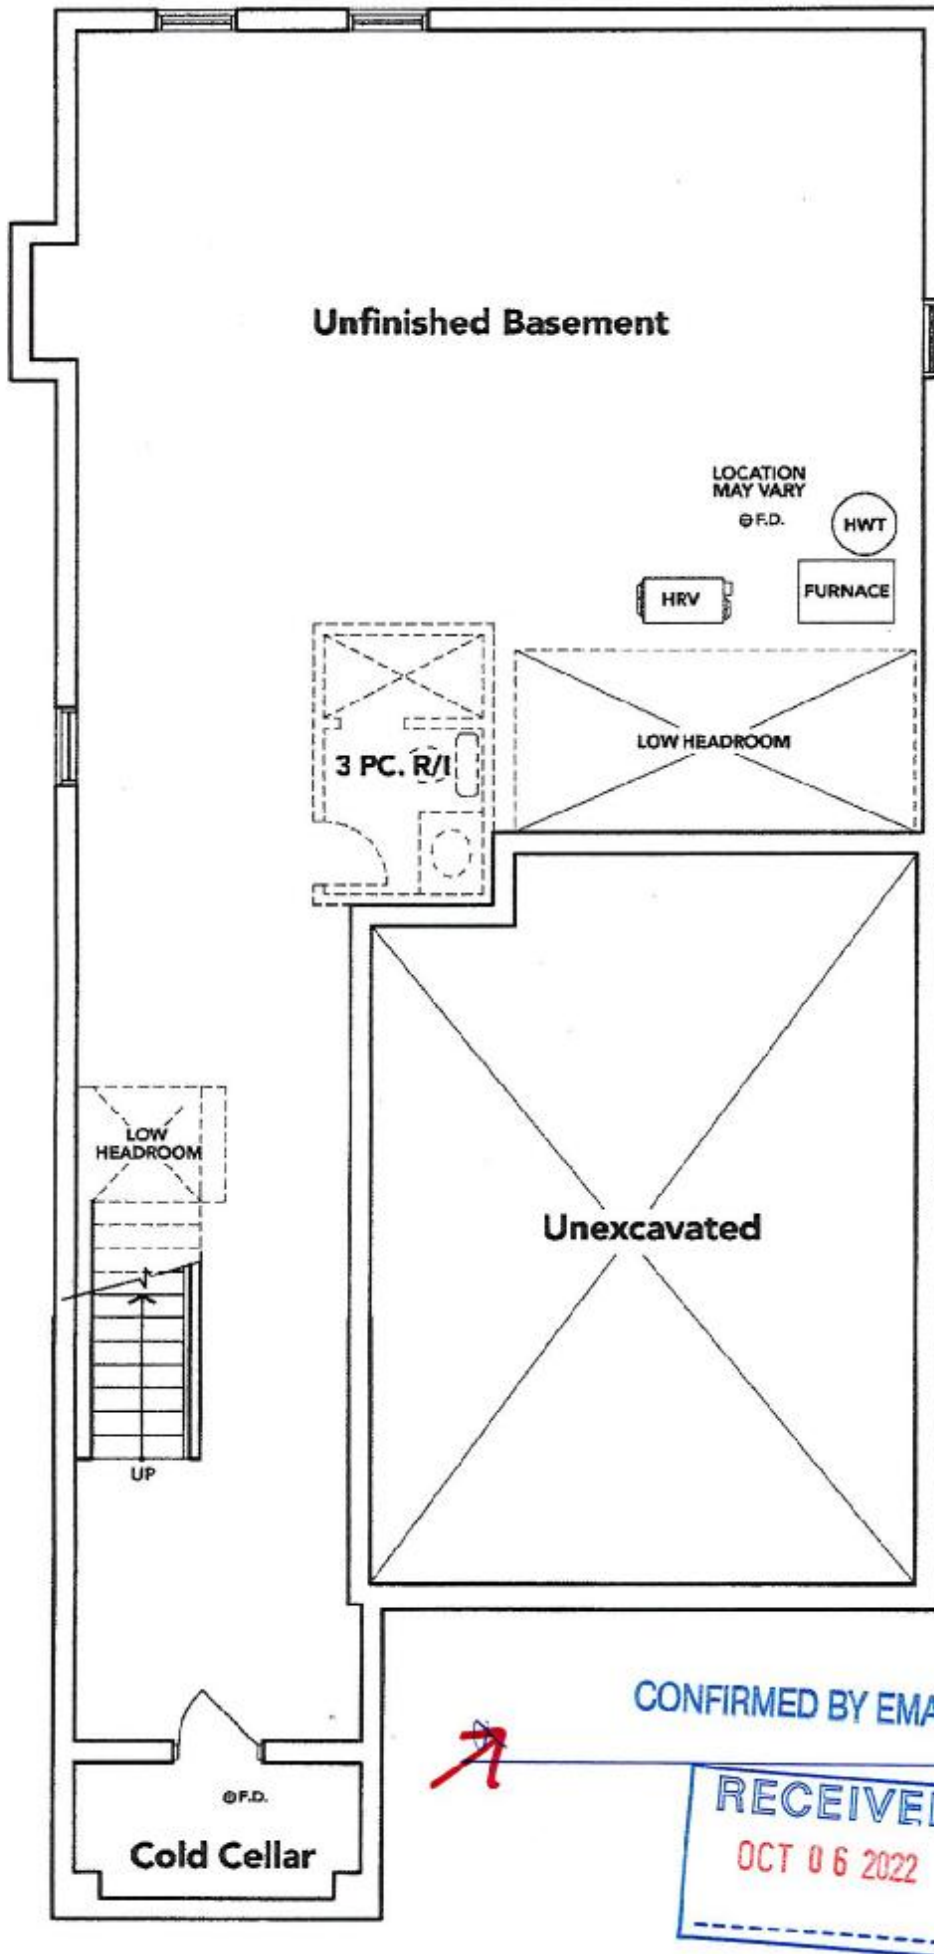 Unfinished Basement
LOCATION
MAY VARY
F.D.
HWT
HRV
FURNACE
LOW HEADROOM
3 PC. R/I
LOW
HEADROOM
Unexcavated
UP
CONFIRMED BY EMA
RECEIVED
OCT 06 2022
F.D.
Cold Cellar